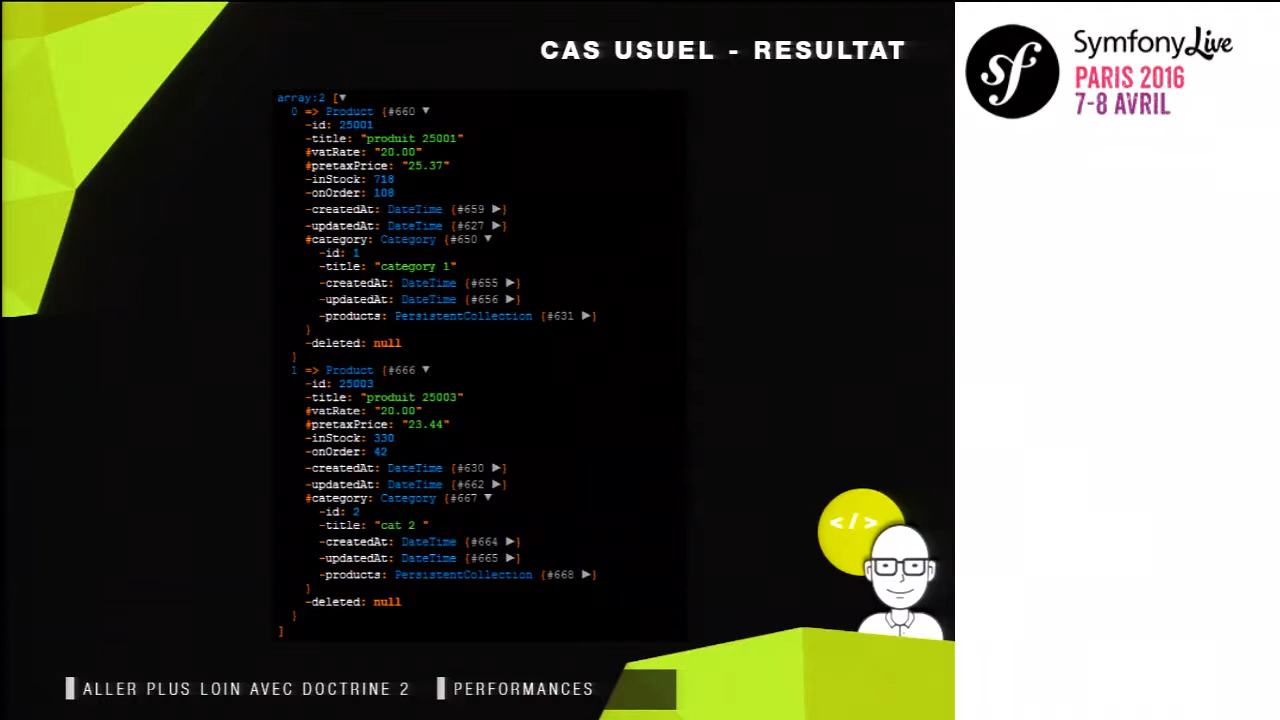 CAS USUEL - RESULTAT
array:2 [▼
0 => Product {#660 ▼
-id: 25001
-title: "produit 25001"
#vatRate: "20.00"
#pretaxPrice: "25.37"
-inStock: 718
-onOrder: 108
-createdAt: DateTime {#659 ▶}
-updatedAt: DateTime {#627 ▶}
#category: Category {#650 ▼
-id: 1
-title: "category 1"
-createdAt: DateTime {#655 ▶}
-updatedAt: DateTime {#656 ▶}
-products: PersistentCollection {#631 ▶}
}
-deleted: null
}
1 => Product {#666 ▼
-id: 25003
-title: "produit 25003"
#vatRate: "20.00"
#pretaxPrice: "23.44"
-inStock: 330
-onOrder: 42
-createdAt: DateTime {#630 ▶}
-updatedAt: DateTime {#662 ▶}
#category: Category {#667 ▼
-id: 2
-title: "cat 2 "
-createdAt: DateTime {#664 ▶}
-updatedAt: DateTime {#665 ▶}
-products: PersistentCollection {#668 ▶}
}
-deleted: null
}
]
</>
ALLER PLUS LOIN AVEC DOCTRINE 2
PERFORMANCES
sf
SymfonyLive
PARIS 2016
7-8 AVRIL